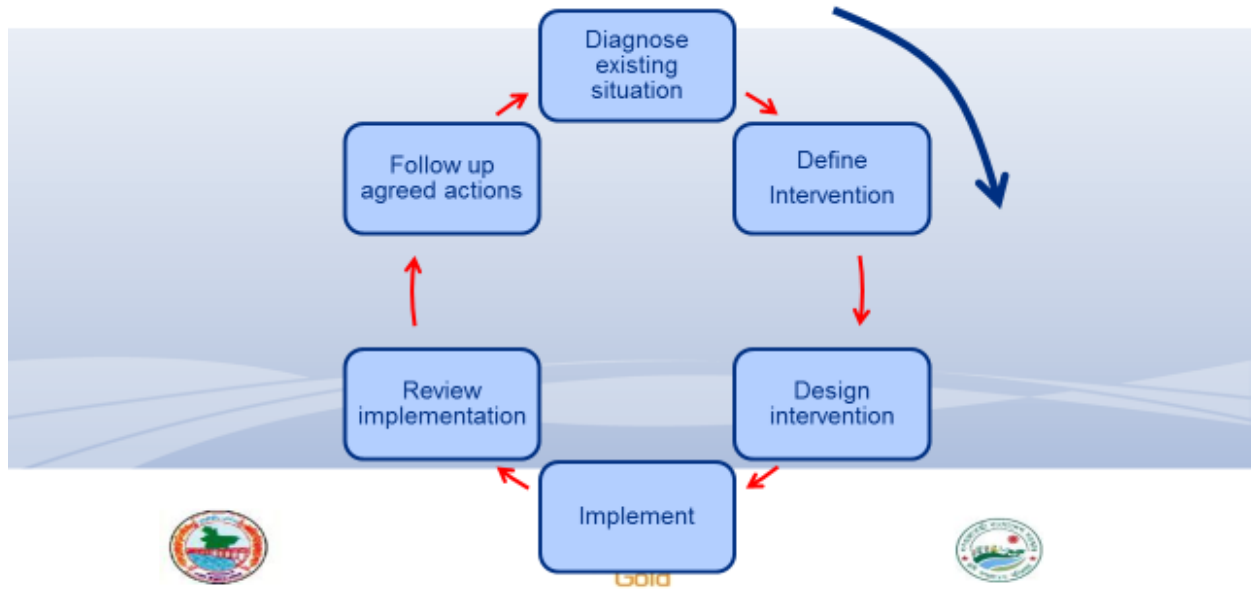 Diagnose
existing
situation
Define
Intervention
Design
intervention
Implement
Review
implementation
Follow up
agreed actions
Gold